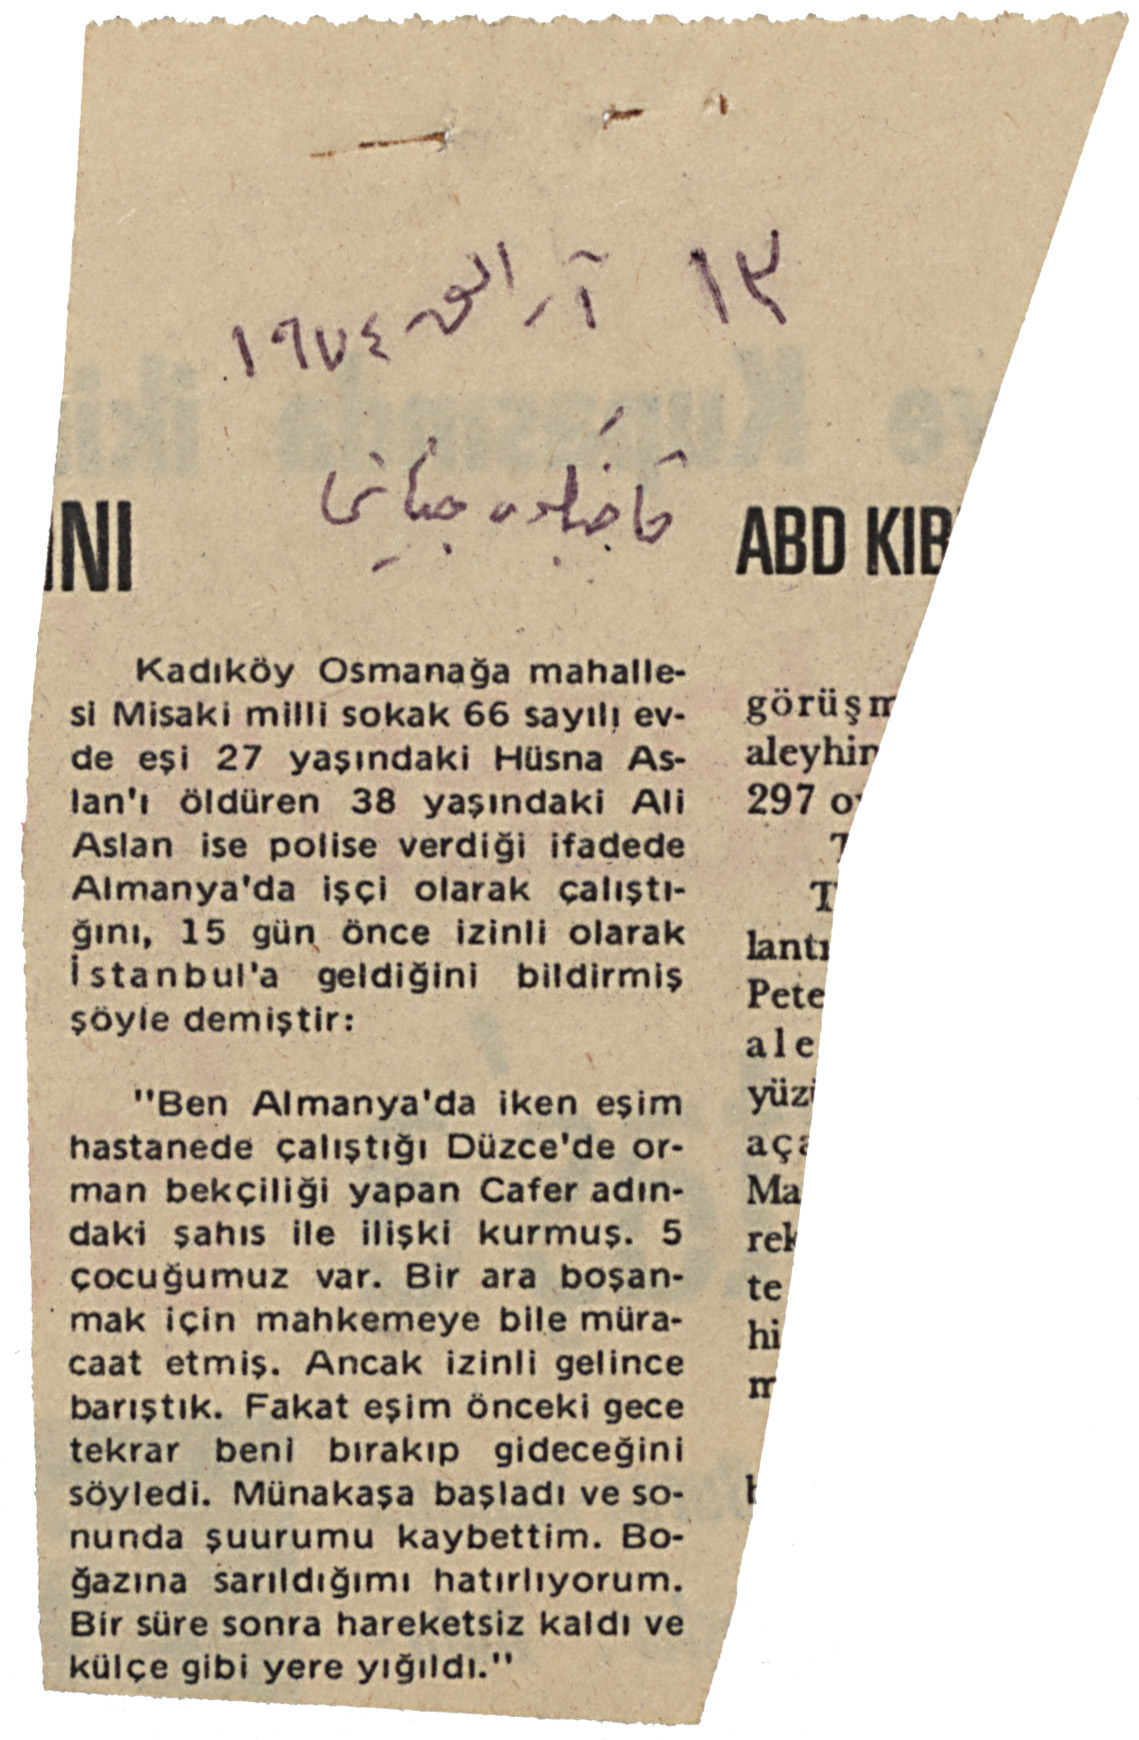 ١٣ آرالق ١٩٧٤
INI
Kadıköy Osmanağa mahalle-
si Misaki milli sokak 66 sayılı ev-
de eşi 27 yaşındaki Hüsna As-
lan'ı öldüren 38 yaşındaki Ali
Aslan ise polise verdiği ifadede
Almanya'da işçi olarak çalıştı-
ğını, 15 gün önce izinli olarak
İstanbul'a geldiğini bildirmiş
şöyle demiştir:
"Ben Almanya'da iken eşim
hastanede çalıştığı Düzce'de or-
man bekçiliği yapan Cafer adın-
daki şahıs ile ilişki kurmuş. 5
çocuğumuz var. Bir ara boşan-
mak için mahkemeye bile müra-
caat etmiş. Ancak izinli gelince
barıştık. Fakat eşim önceki gece
tekrar beni bırakıp gideceğini
söyledi. Münakaşa başladı ve so-
nunda şuurumu kaybettim. Bo-
ğazına sarıldığımı hatırlıyorum.
Bir süre sonra hareketsiz kaldı ve
külçe gibi yere yığıldı."
ABD KIB
görüşm
aleyhin
297 o
T
lantı
Pete
ale
yüz
aça
Ma
rek
te
hi
m